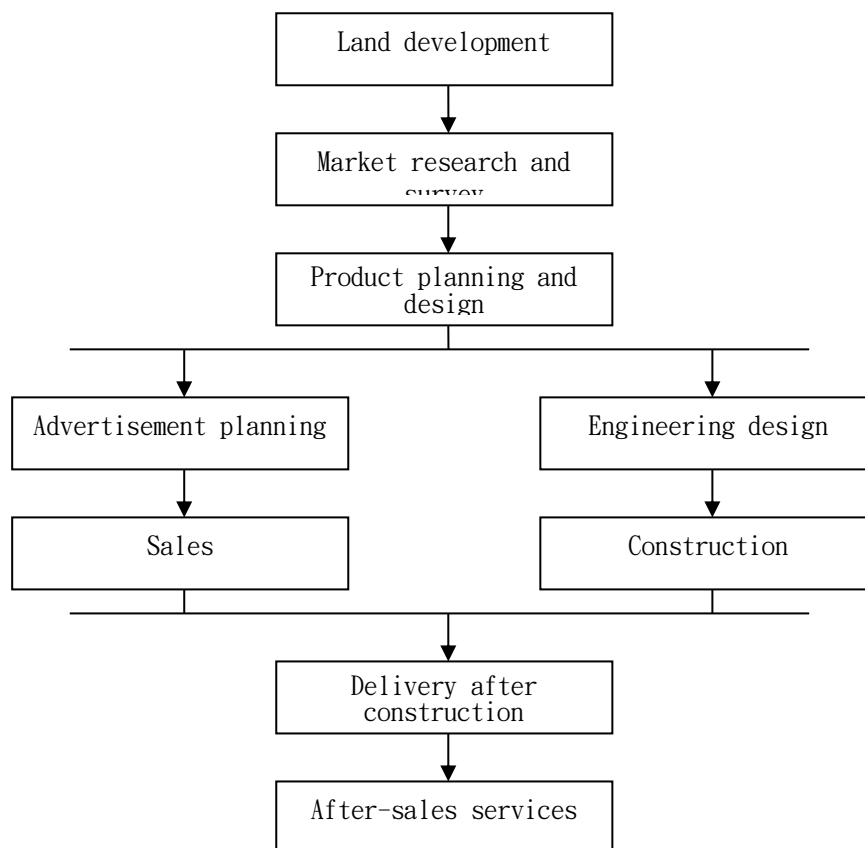 Land development
Market research and
survey
Product planning and
design
Advertisement planning
Engineering design
Sales
Construction
Delivery after
construction
After-sales services